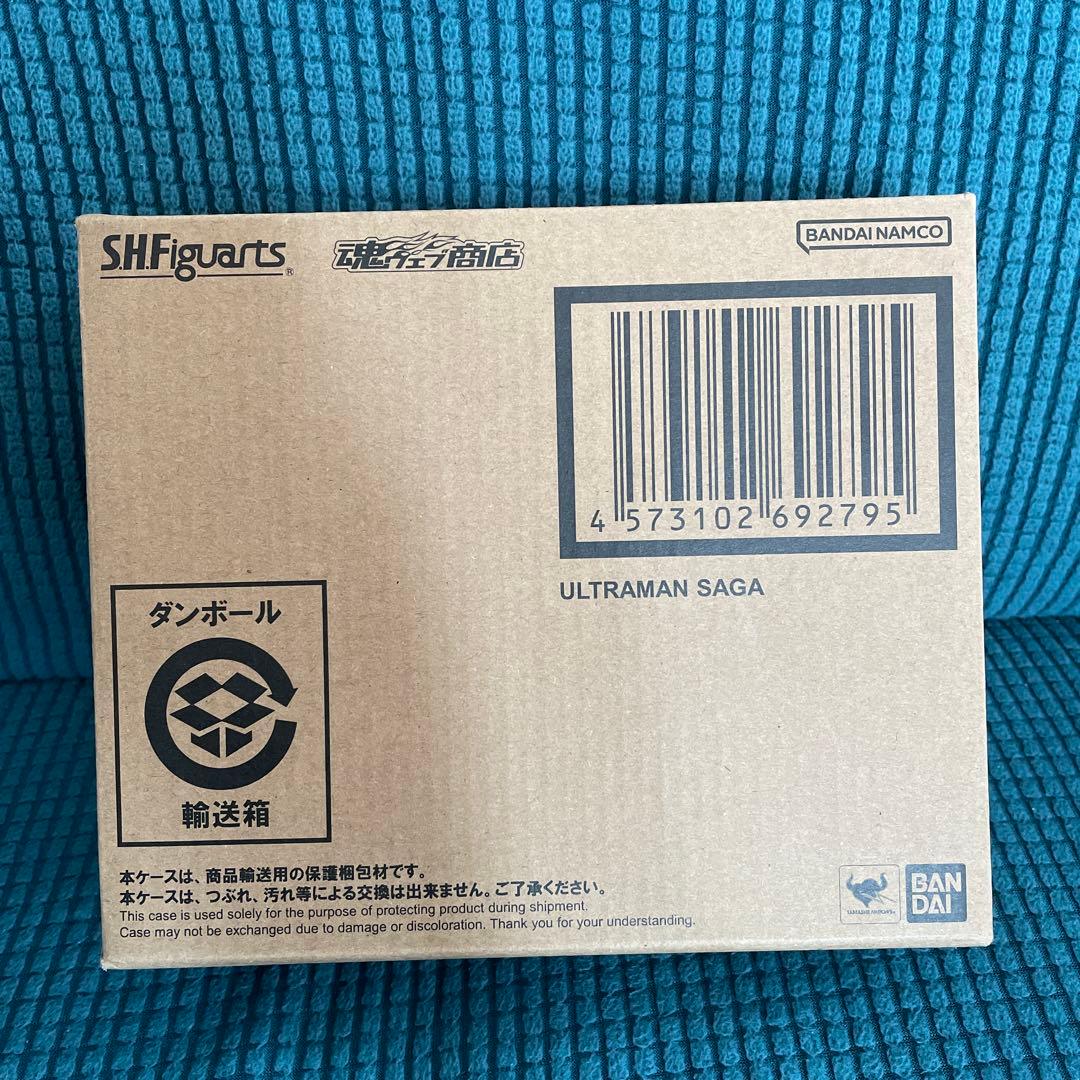 S.H.Figuarts®
魂ウェブ商店
BANDAI NAMCO
4 573102 692795
ULTRAMAN SAGA
ダンボール
輸送箱
本ケースは、商品輸送用の保護梱包材です。
本ケースは、つぶれ、汚れ等による交換は出来ません。ご了承ください。
This case is used solely for the purpose of protecting product during shipment.
Case may not be exchanged due to damage or discoloration. Thank you for your understanding.
TAMASHII NATIONS
BAN
DAI